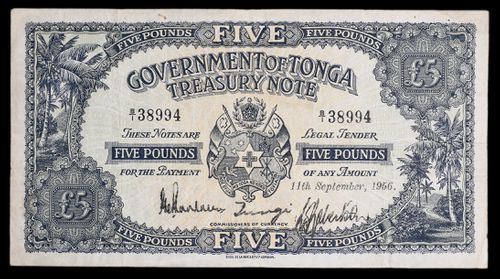 FIVE
FIVE POUNDS
FIVE POUNDS
GOVERNMENT OF TONGA
TREASURY NOTE
£5
B/1 38994
B/1 38994
THESE NOTES ARE
LEGAL TENDER
FIVE POUNDS
FIVE POUNDS
FOR THE PAYMENT
OF ANY AMOUNT
11th September, 1966.
£5
COMMISSIONERS OF CURRENCY
FIVE POUNDS
FIVE POUNDS
FIVE